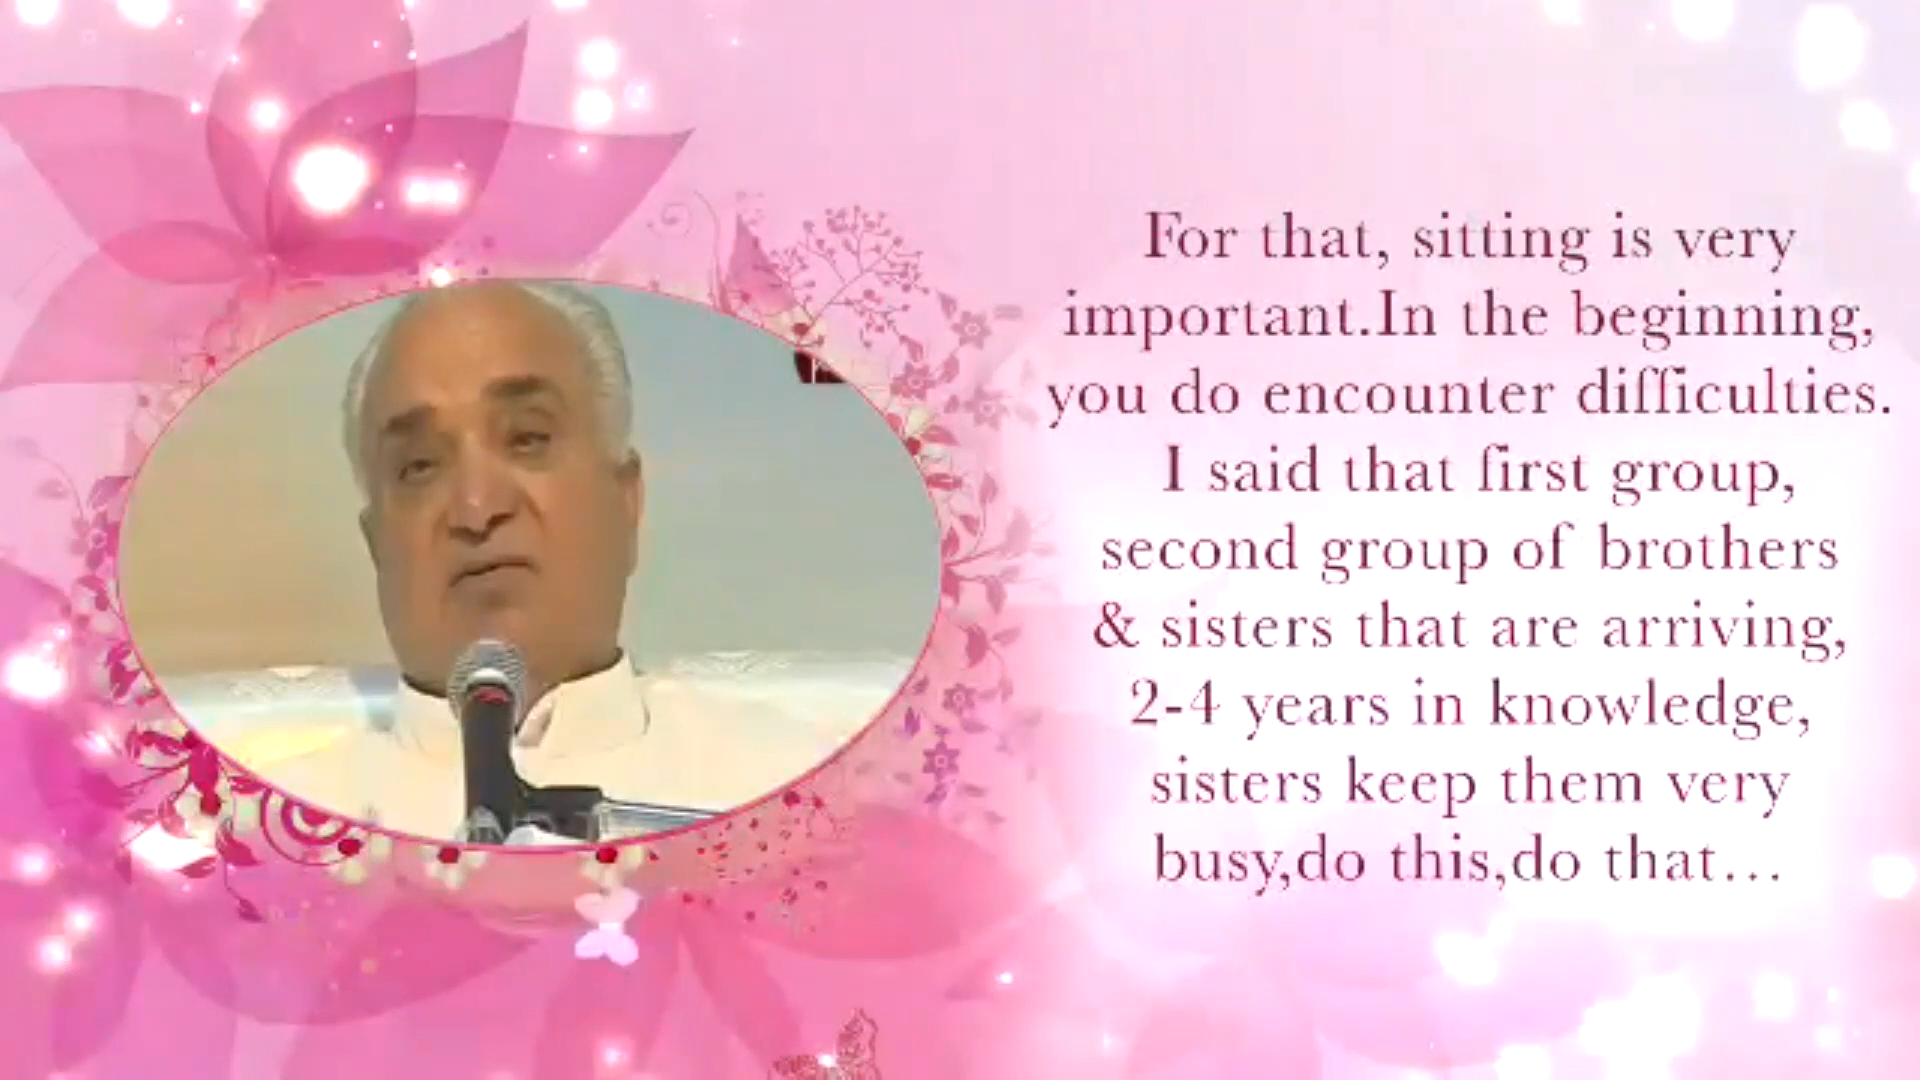 For that, sitting is very
important.In the beginning,
you do encounter difficulties.
I said that first group,
second group of brothers
& sisters that are arriving,
2-4 years in knowledge,
sisters keep them very
busy,do this,do that...